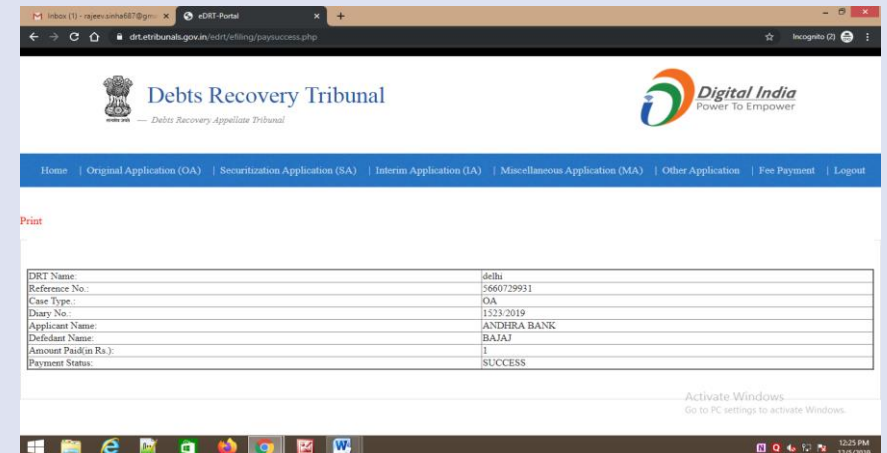 Inbox (1) - rajeev.sinha687@gm
eDRT-Portal
drt.etribunals.gov.in/edrt/efiling/paysuccess.php
Incognito (2)
Debts Recovery Tribunal
— Debts Recovery Appellate Tribunal
Digital India
Power To Empower
Home | Original Application (OA) | Securitization Application (SA) | Interim Application (IA) | Miscellaneous Application (MA) | Other Application | Fee Payment | Logout
Print
DRT Name: delhi
Reference No.: 5660729931
Case Type.: OA
Diary No.: 1523/2019
Applicant Name: ANDHRA BANK
Defedant Name: BAJAJ
Amount Paid(in Rs.): 1
Payment Status: SUCCESS
Activate Windows
Go to PC settings to activate Windows.
12:25 PM
12/5/2019